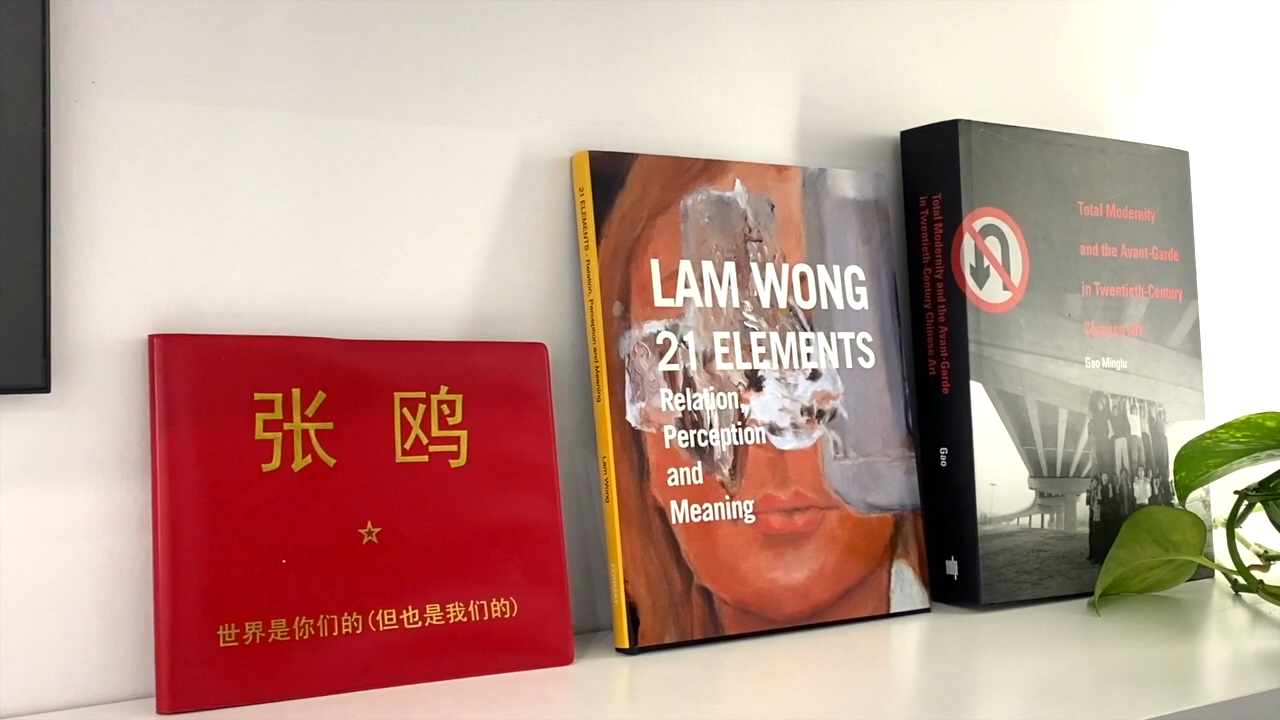 张 鸥
世界是你们的(但也是我们的)
21 ELEMENTS - Relation, Perception and Meaning
Lam Wong
LAM WONG
21 ELEMENTS
Relation,
Perception
and
Meaning
Total Modernity and the Avant-Garde
in Twentieth-Century Chinese Art
Gao
Total Modernity
and the Avant-Garde
in Twentieth-Century
Chinese Art
Gao Minglu